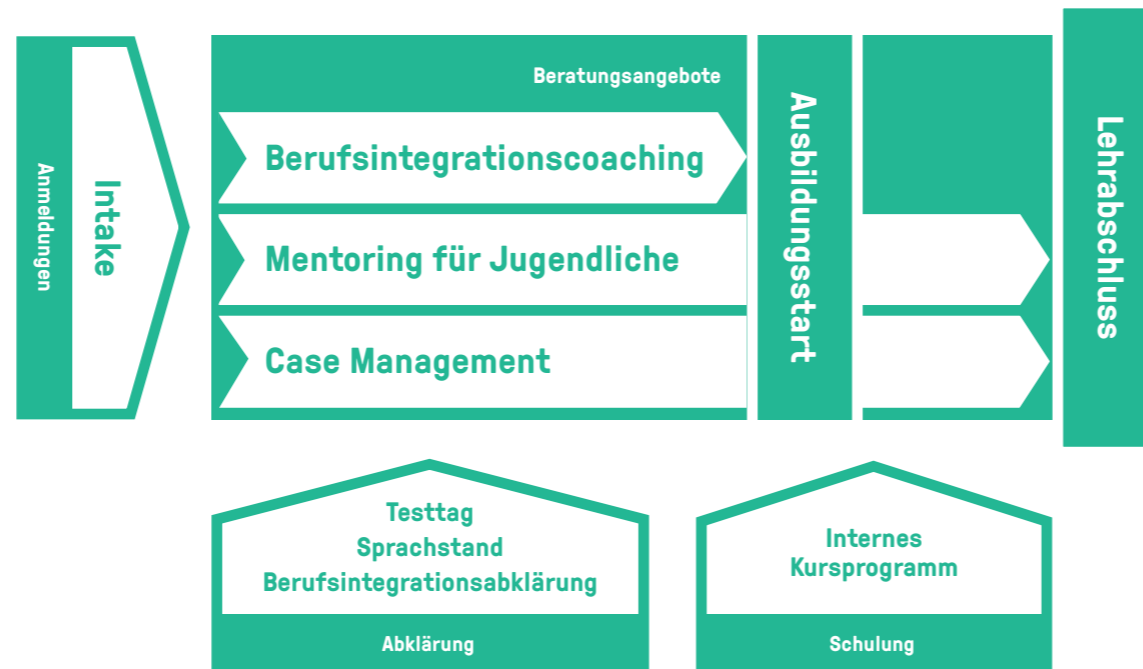 Anmeldungen
Intake
Beratungsangebote
Berufsintegrationscoaching
Mentoring für Jugendliche
Case Management
Ausbildungsstart
Lehrabschluss
Testtag
Sprachstand
Berufsintegrationsabklärung
Abklärung
Internes
Kursprogramm
Schulung